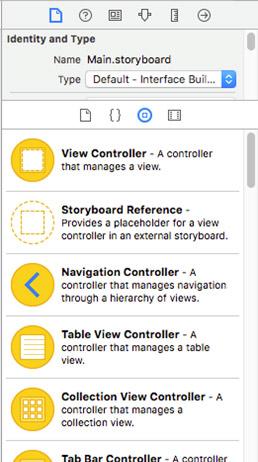 Identity and Type
Name Main.storyboard
Type Default - Interface Buil...
{}
View Controller - A controller
that manages a view.
Storyboard Reference -
Provides a placeholder for a view
controller in an external storyboard.
Navigation Controller - A
controller that manages navigation
through a hierarchy of views.
Table View Controller - A
controller that manages a table
view.
Collection View Controller - A
controller that manages a
collection view.
Tab Bar Controller - A controller